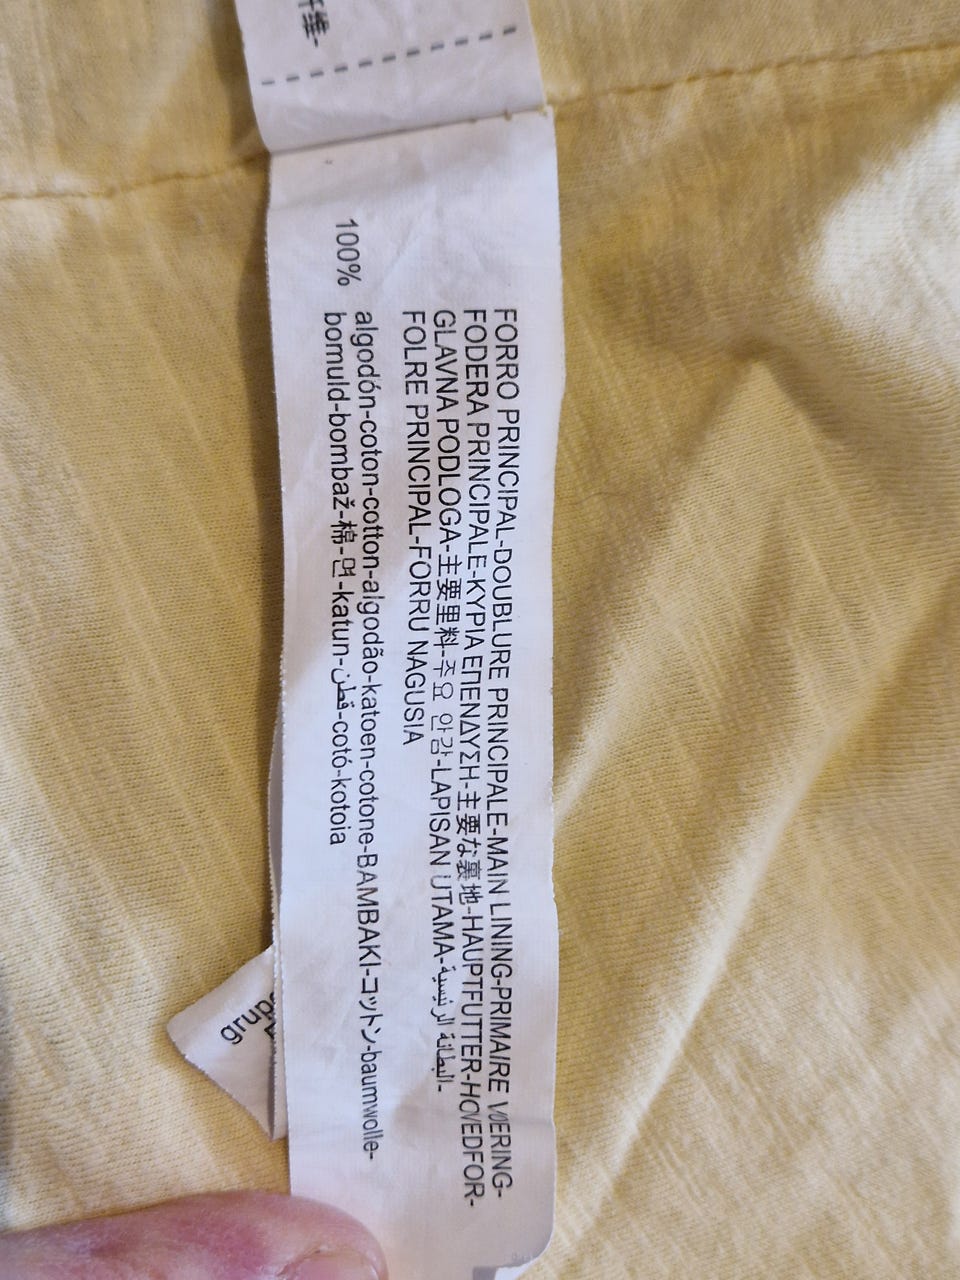 纤维-
FORRO PRINCIPAL-DOUBLURE PRINCIPALE-MAIN LINING-PRIMAIRE VOERING-
FODERA PRINCIPALE-ΚΥΡΙΑ ΕΠΕΝΔΥΣΗ-主要な裏地-HAUPTFUTTER-HOVEDFOR-
GLAVNA PODLOGA-主要里料-주요 안감-LAPISAN UTAMA-البطانة الرئيسية-
FOLRE PRINCIPAL-FORRU NAGUSIA
100% algodón-coton-cotton-algodão-katoen-cotone-BAMBAKI-コットン-baumwolle-
bomuld-bombaž-棉-면-katun-قطن-cotó-kotoia